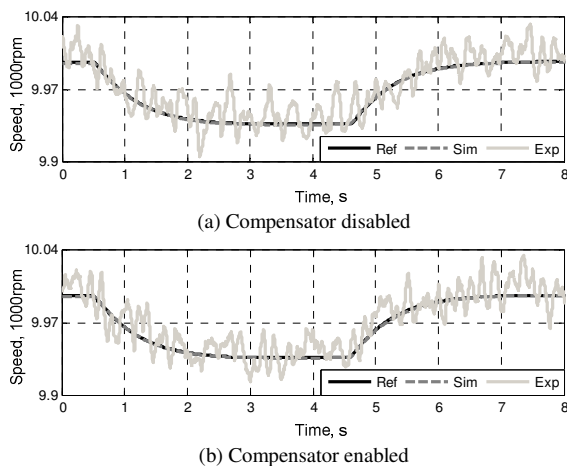 10.04
9.97
9.9
Speed, 1000rpm
Ref Sim Exp
0 1 2 3 4 5 6 7 8
Time, s
(a) Compensator disabled
10.04
9.97
9.9
Speed, 1000rpm
Ref Sim Exp
0 1 2 3 4 5 6 7 8
Time, s
(b) Compensator enabled